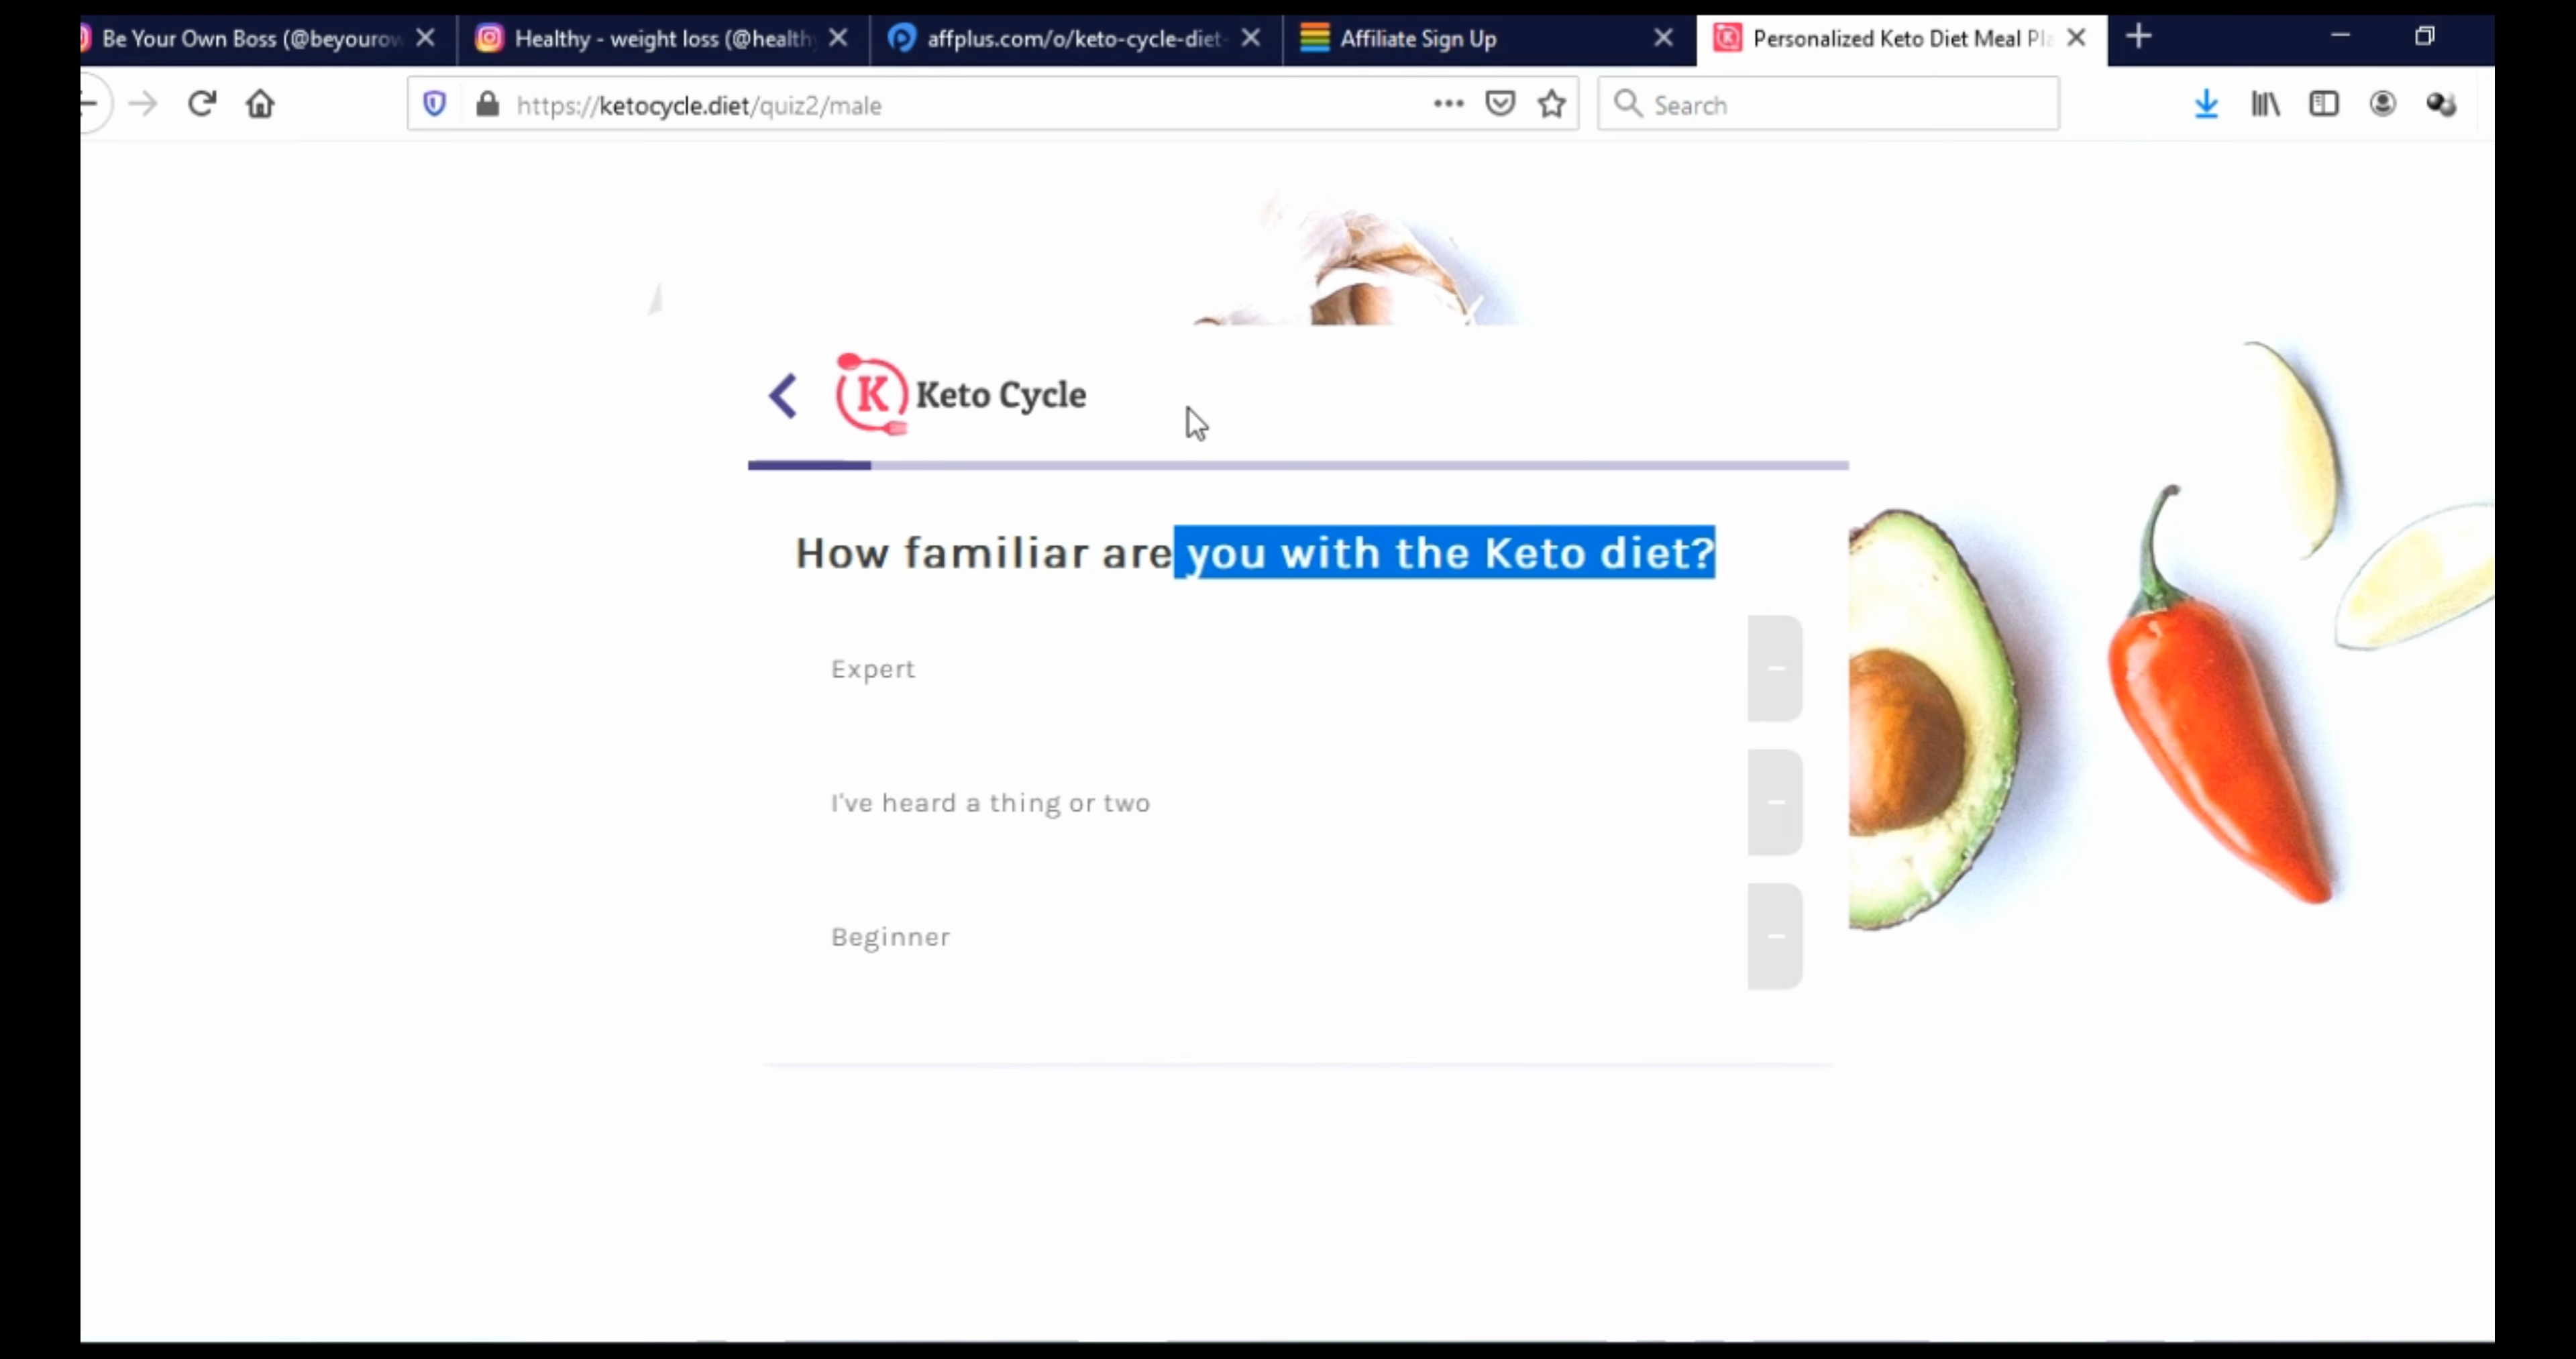 Be Your Own Boss (@beyourow
Healthy - weight loss (@health
affplus.com/o/keto-cycle-diet-
Affiliate Sign Up
Personalized Keto Diet Meal Pla
https://ketocycle.diet/quiz2/male
Search
K Keto Cycle
How familiar are you with the Keto diet?
Expert
I've heard a thing or two
Beginner